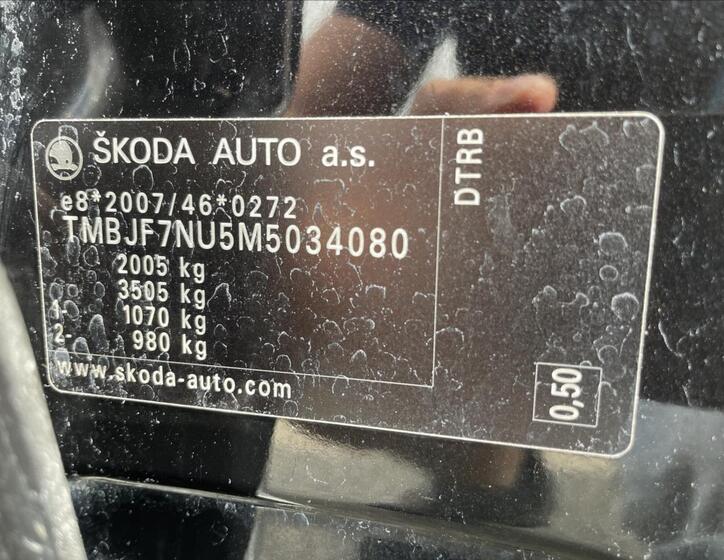 ŠKODA AUTO a.s.
e8*2007/46*0272
TMBJF7NU5M5034080
2005 kg
3505 kg
1- 1070 kg
2- 980 kg
www.skoda-auto.com
DTRB
0,50